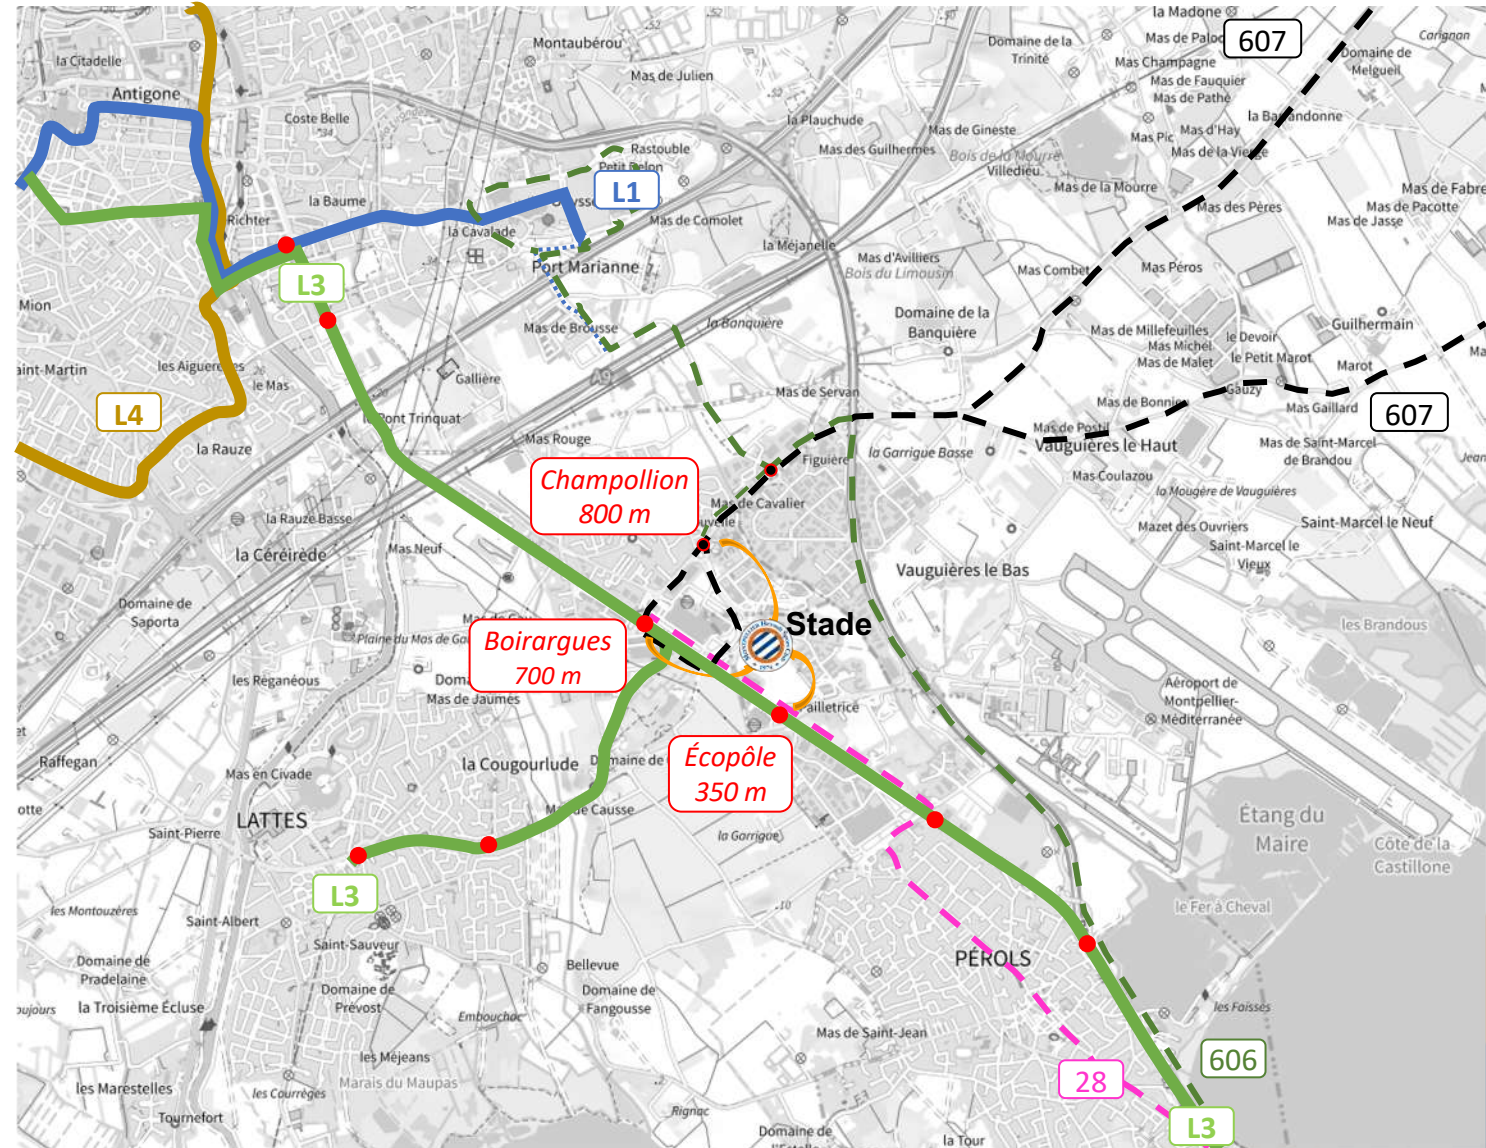 la Madone
607
Carignan
Mas de Paloc
Domaine de la
Trinité
Montaubérou
la Citadelle
Mas Champagne
Domaine de
Melgueil
Mas de Julien
Mas de Fauquier
Mas de Pathé
Antigone
Coste Belle
la Plauchude
Mas de Gineste
Mas Pic
Mas d'Hay
Mas de la Vierge
Mas des Guilhermes
Bois de la Mourre
Villedieu
Rastouble
L1
Mas de la Mourre
Mas de Fabre
Mas de Pacotte
Mas de Jasse
Mas des Pères
la Baume
Richter
Mas de Comolet
la Cavalade
la Méjanelle
Port Marianne
Mas d'Avilliers
Bois du Limousin
Mas Combet
Mas Péros
L3
Mion
Domaine de la
Banquière
la Banquière
Mas de Brousse
Mas de Millefeuilles
Mas Michel
Mas de Malet
le Devoir
le Petit Marot
Guilhermain
Marot
aint-Martin
les Aiguerelles
le Mas
Gallière
A9
Mas de Servan
Gauzy
Mas de Bonnieu
Mas Gaillard
607
L4
le Pont Trinquat
Mas de Postil
Vauguières le Haut
la Rauze
Mas Rouge
Figuière
la Garrigue Basse
Mas de Saint-Marcel
de Brandou
Jean
Champollion
800 m
Mas Coulazou
la Mougère de Vauguières
Mas de Cavalier
la Rauze Basse
Mazet des Ouvriers
Saint-Marcel le Neuf
Saint-Marcel le
Vieux
la Céréirède
Mas Neuf
Vauguières le Bas
Domaine de
Saporta
Stade
les Brandous
Boirargues
700 m
les Réganéous
Mas de Jaumes
Aéroport de
Montpellier-
Méditerranée
Raffegan
Mas en Civade
la Cougourlude
Écopôle
350 m
LATTES
Saint-Pierre
Mas de Causse
la Garrigue
Étang du
Maire
Côte de la
Castillone
L3
les Montouzères
Saint-Albert
le Fer à Cheval
Saint-Sauveur
Domaine de
Pradelaine
Bellevue
PÉROLS
Domaine de
Prévost
Domaine de
Fangousse
la Troisième Écluse
Embouchac
les Faïsses
Mas de Saint-Jean
606
les Méjeans
Marais du Maupas
28
les Marestelles
les Courrèges
Rignac
Tournefort
Domaine de
la Tour
L3